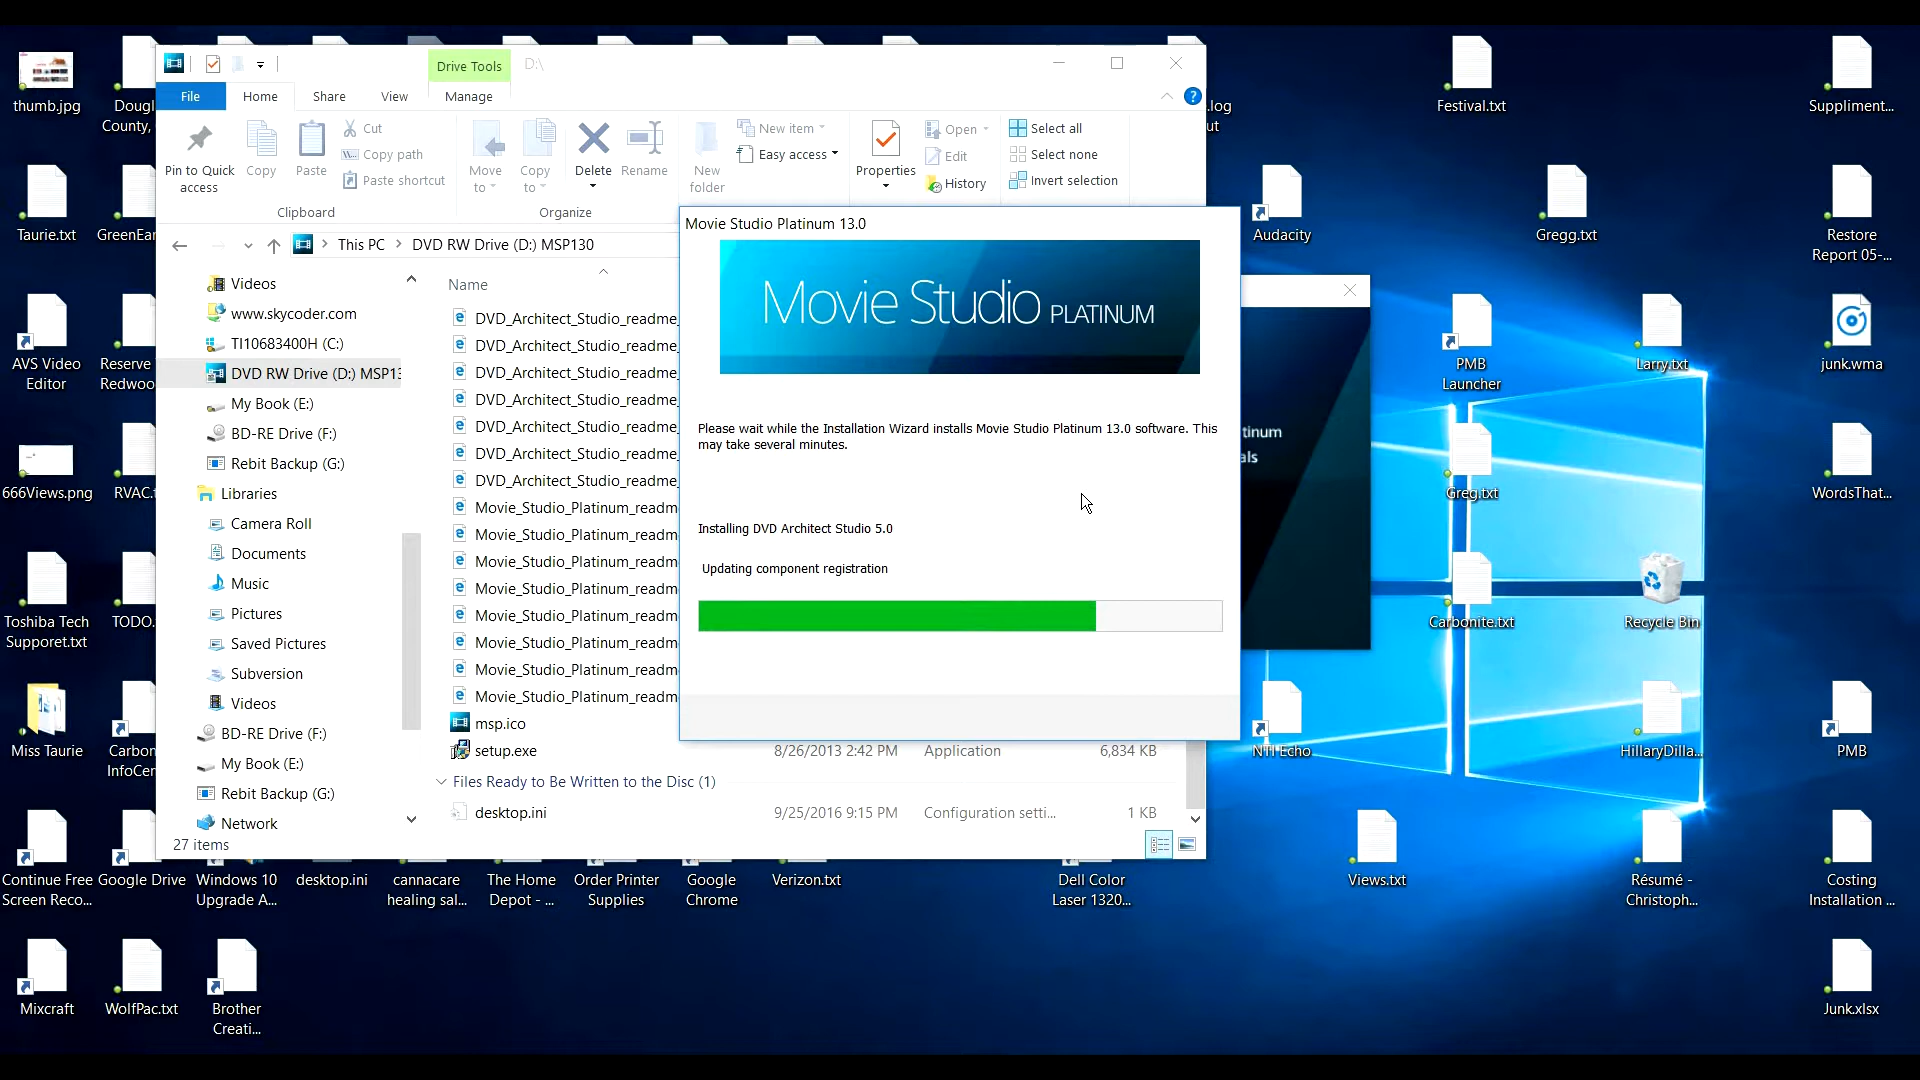 thumb.jpg
Dougl
County,
Taurie.txt
GreenEar
AVS Video
Editor
Reserve
Redwoo
666Views.png
RVAC.t
Toshiba Tech
Supporet.txt
TODO.
Miss Taurie
Carbon
InfoCer
Continue Free
Screen Reco...
Google Drive
Windows 10
Upgrade A...
desktop.ini
cannacare
healing sal...
The Home
Depot - ...
Order Printer
Supplies
Google
Chrome
Verizon.txt
Dell Color
Laser 1320...
Mixcraft
WolfPac.txt
Brother
Creati...
Drive Tools
D:\
File
Home
Share
View
Manage
Pin to Quick
access
Copy
Paste
Cut
Copy path
Paste shortcut
Clipboard
Move
to
Copy
to
Delete
Rename
Organize
New
folder
New item
Easy access
Properties
Open
Edit
History
Select all
Select none
Invert selection
This PC
DVD RW Drive (D:) MSP130
Videos
www.skycoder.com
TI10683400H (C:)
DVD RW Drive (D:) MSP13
My Book (E:)
BD-RE Drive (F:)
Rebit Backup (G:)
Libraries
Camera Roll
Documents
Music
Pictures
Saved Pictures
Subversion
Videos
BD-RE Drive (F:)
My Book (E:)
Rebit Backup (G:)
Network
27 items
Name
DVD_Architect_Studio_readme_
DVD_Architect_Studio_readme_
DVD_Architect_Studio_readme_
DVD_Architect_Studio_readme_
DVD_Architect_Studio_readme_
DVD_Architect_Studio_readme_
DVD_Architect_Studio_readme_
Movie_Studio_Platinum_readm
Movie_Studio_Platinum_readm
Movie_Studio_Platinum_readm
Movie_Studio_Platinum_readm
Movie_Studio_Platinum_readm
Movie_Studio_Platinum_readm
Movie_Studio_Platinum_readm
Movie_Studio_Platinum_readm
msp.ico
setup.exe 8/26/2013 2:42 PM Application 6,834 KB
Files Ready to Be Written to the Disc (1)
desktop.ini 9/25/2016 9:15 PM Configuration setti... 1 KB
Movie Studio Platinum 13.0
Movie Studio PLATINUM
Please wait while the Installation Wizard installs Movie Studio Platinum 13.0 software. This
may take several minutes.
Installing DVD Architect Studio 5.0
Updating component registration
tinum
als
.log
ut
Festival.txt
Suppliment...
Audacity
Gregg.txt
Restore
Report 05-...
PMB
Launcher
Larry.txt
junk.wma
Greg.txt
WordsThat...
Carbonite.txt
Recycle Bin
NTI Echo
HillaryDilla...
PMB
Views.txt
Résumé -
Christoph...
Costing
Installation ...
Junk.xlsx